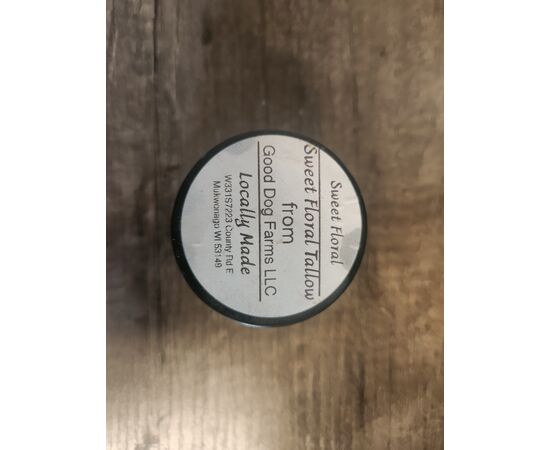 Sweet Floral
Sweet Floral Tallow
from
Good Dog Farms LLC
Locally Made
W331S7223 County Rd E
Mukwonago WI 53149